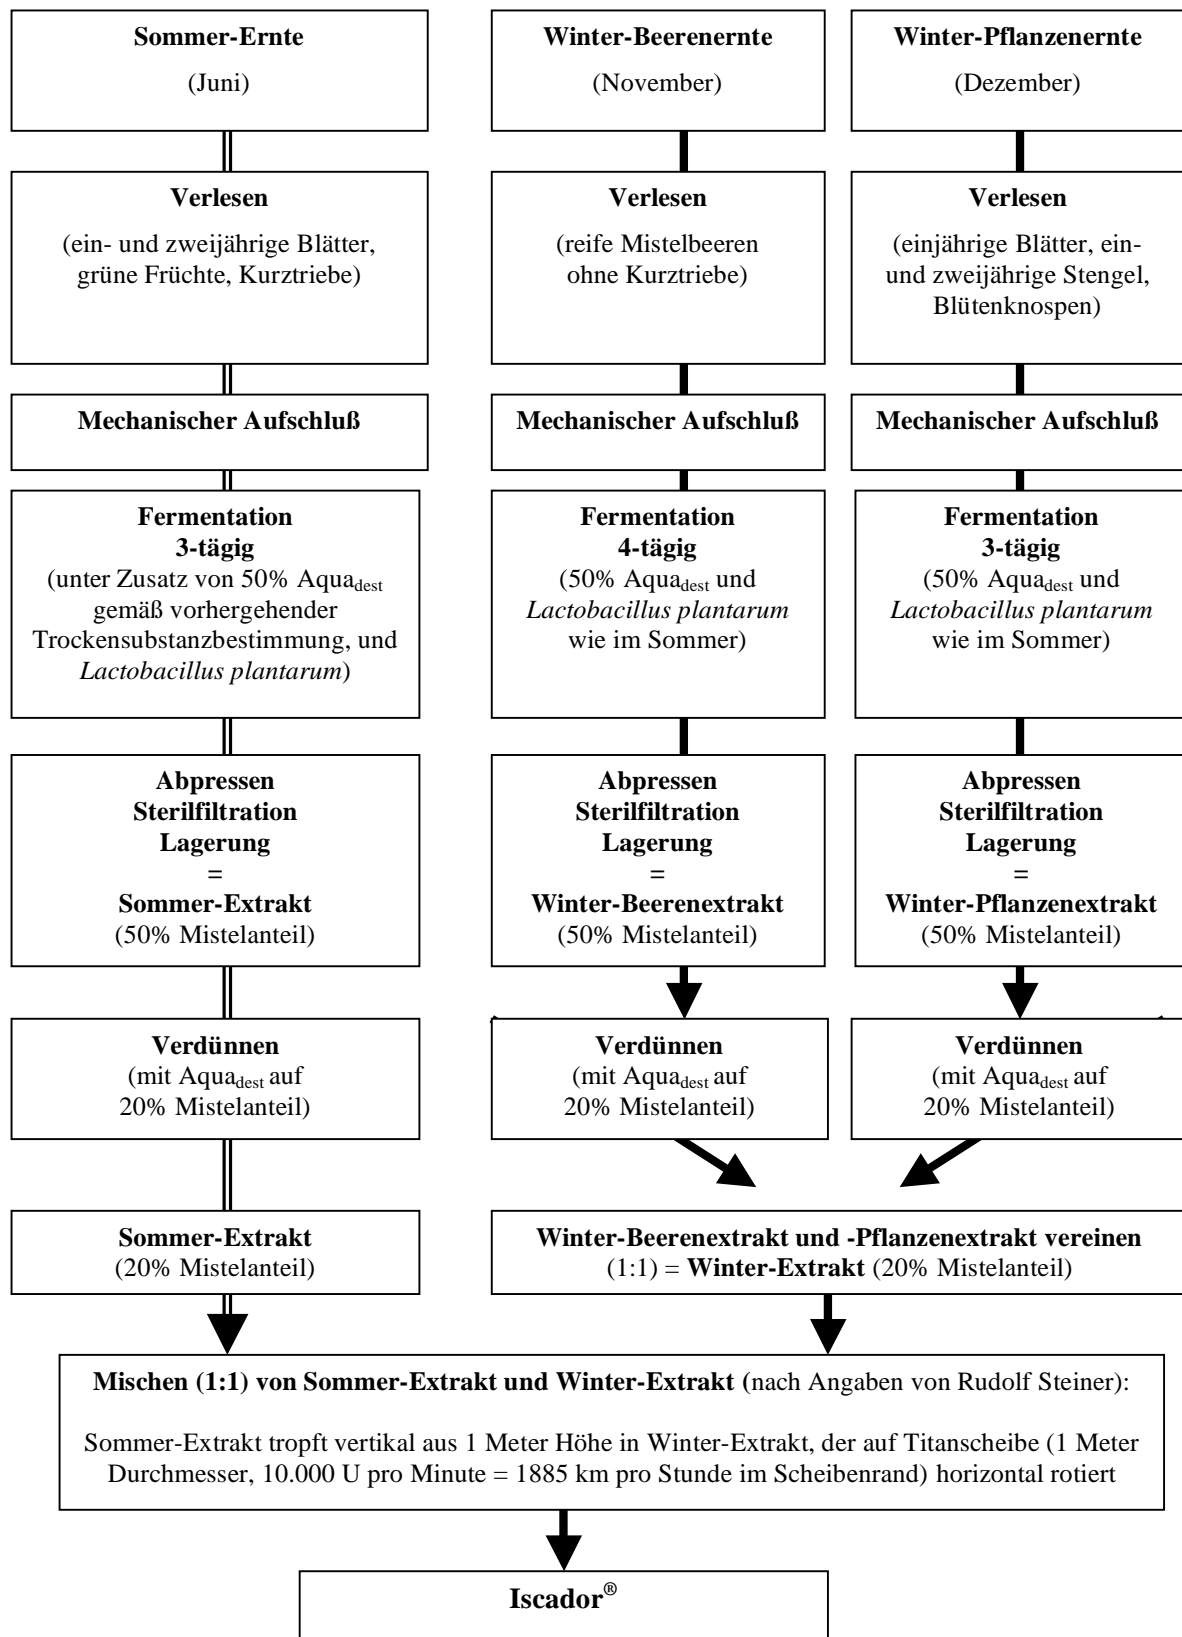 Sommer-Ernte
(Juni)
Winter-Beerenernte
(November)
Winter-Pflanzenernte
(Dezember)
Verlesen
(ein- und zweijährige Blätter,
grüne Früchte, Kurztriebe)
Verlesen
(reife Mistelbeeren
ohne Kurztriebe)
Verlesen
(einjährige Blätter, ein-
und zweijährige Stengel,
Blütenknospen)
Mechanischer Aufschluß
Mechanischer Aufschluß
Mechanischer Aufschluß
Fermentation
3-tägig
(unter Zusatz von 50% Aquadest
gemäß vorhergehender
Trockensubstanzbestimmung, und
Lactobacillus plantarum)
Fermentation
4-tägig
(50% Aquadest und
Lactobacillus plantarum
wie im Sommer)
Fermentation
3-tägig
(50% Aquadest und
Lactobacillus plantarum
wie im Sommer)
Abpressen
Sterilfiltration
Lagerung
=
Sommer-Extrakt
(50% Mistelanteil)
Abpressen
Sterilfiltration
Lagerung
=
Winter-Beerenextrakt
(50% Mistelanteil)
Abpressen
Sterilfiltration
Lagerung
=
Winter-Pflanzenextrakt
(50% Mistelanteil)
Verdünnen
(mit Aquadest auf
20% Mistelanteil)
Verdünnen
(mit Aquadest auf
20% Mistelanteil)
Verdünnen
(mit Aquadest auf
20% Mistelanteil)
Sommer-Extrakt
(20% Mistelanteil)
Winter-Beerenextrakt und -Pflanzenextrakt vereinen
(1:1) = Winter-Extrakt (20% Mistelanteil)
Mischen (1:1) von Sommer-Extrakt und Winter-Extrakt (nach Angaben von Rudolf Steiner):
Sommer-Extrakt tropft vertikal aus 1 Meter Höhe in Winter-Extrakt, der auf Titanscheibe (1 Meter
Durchmesser, 10.000 U pro Minute = 1885 km pro Stunde im Scheibenrand) horizontal rotiert
Iscador®